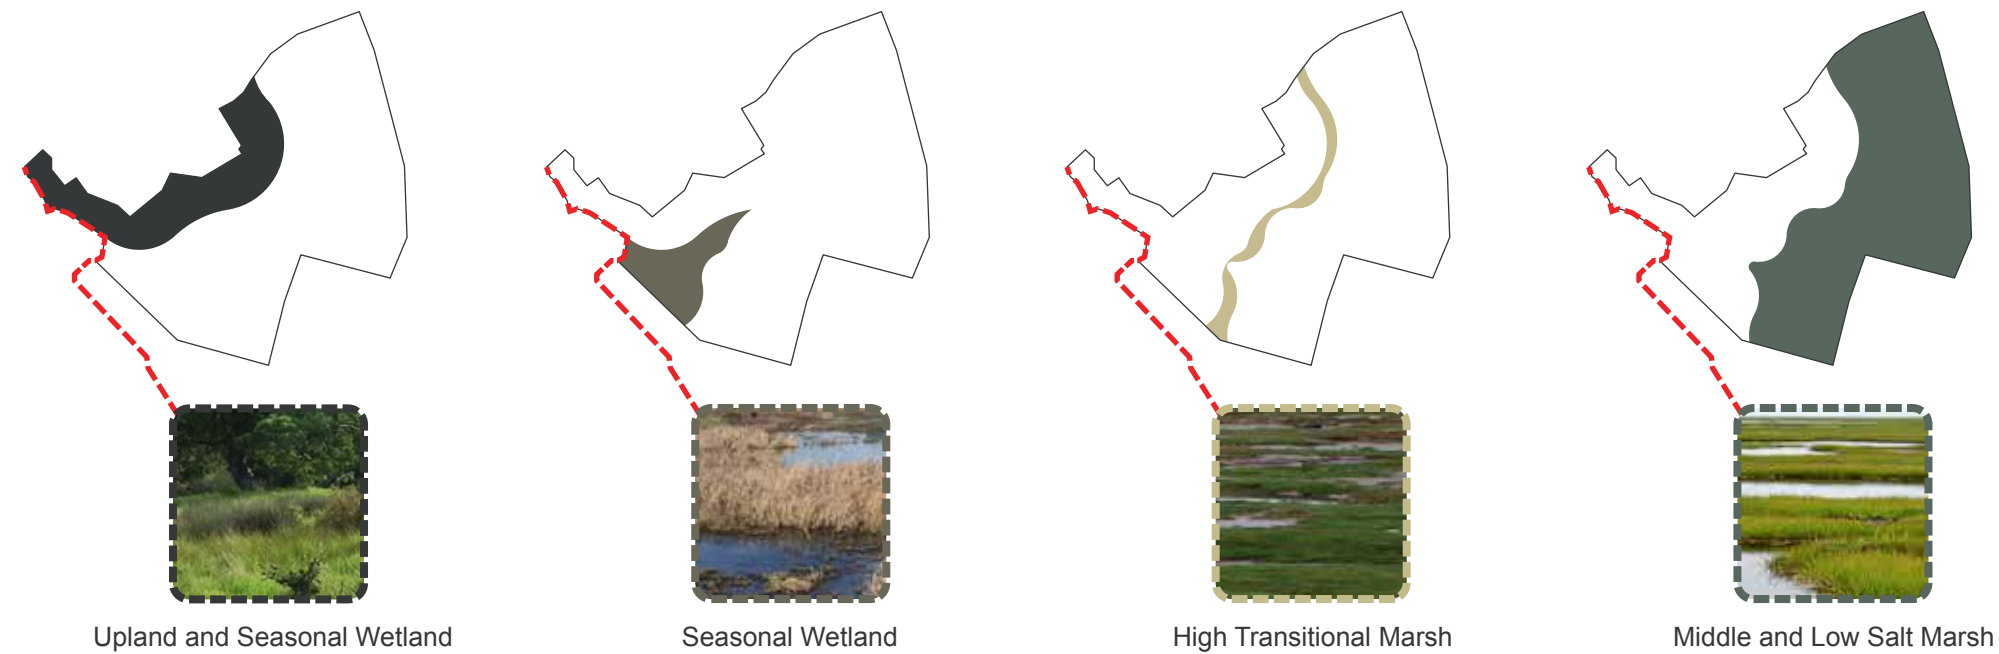 Upland and Seasonal Wetland
Seasonal Wetland
High Transitional Marsh
Middle and Low Salt Marsh